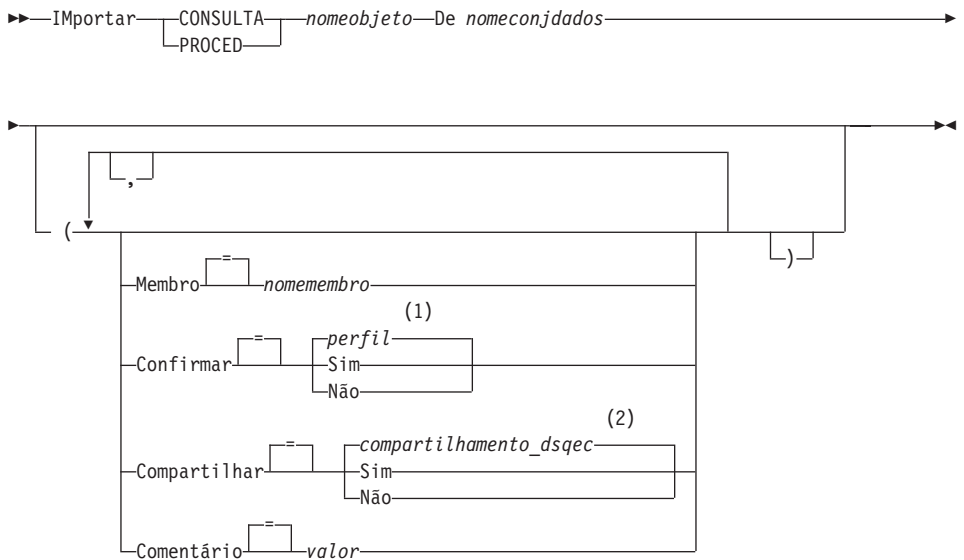 IMportar CONSULTA nomeobjeto De nomeconjdados
PROCED
,
(
)
=
Membro nomemembro
(1)
= perfil
Confirmar Sim
Não
(2)
= compartilhamento_dsqec
Compartilhar Sim
Não
=
Comentário valor